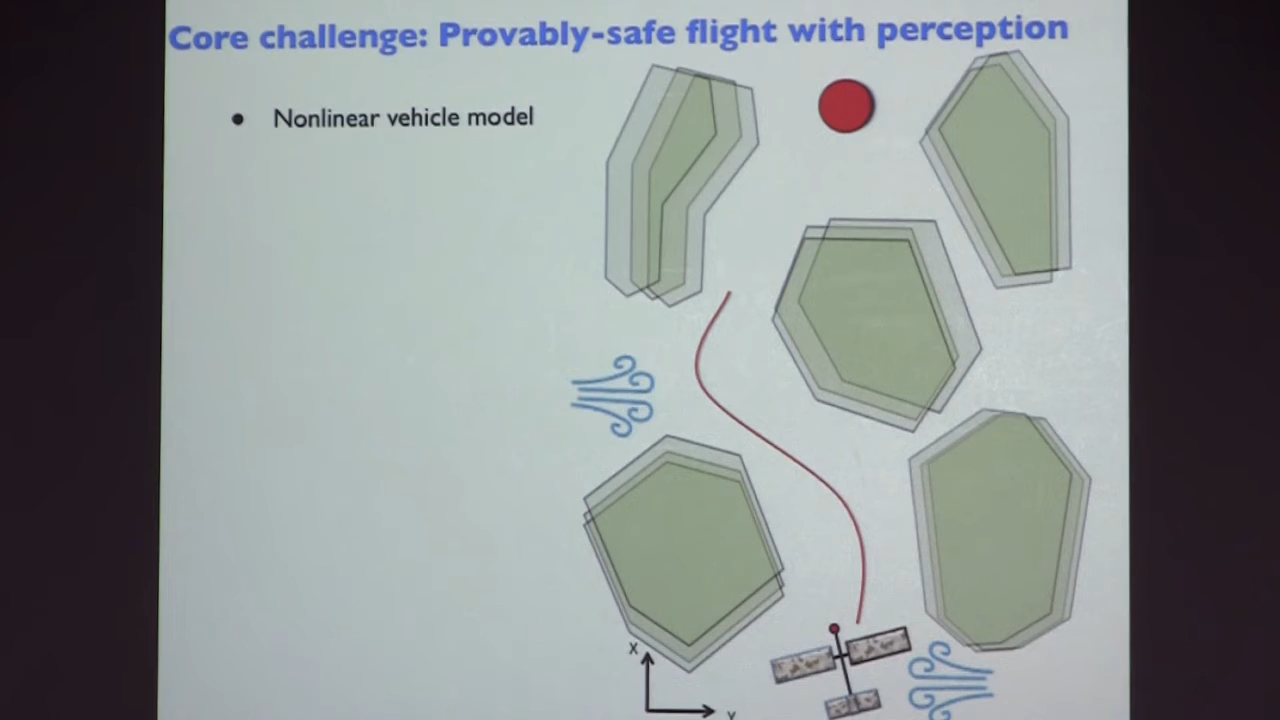 Core challenge: Provably-safe flight with perception
• Nonlinear vehicle model
x
y